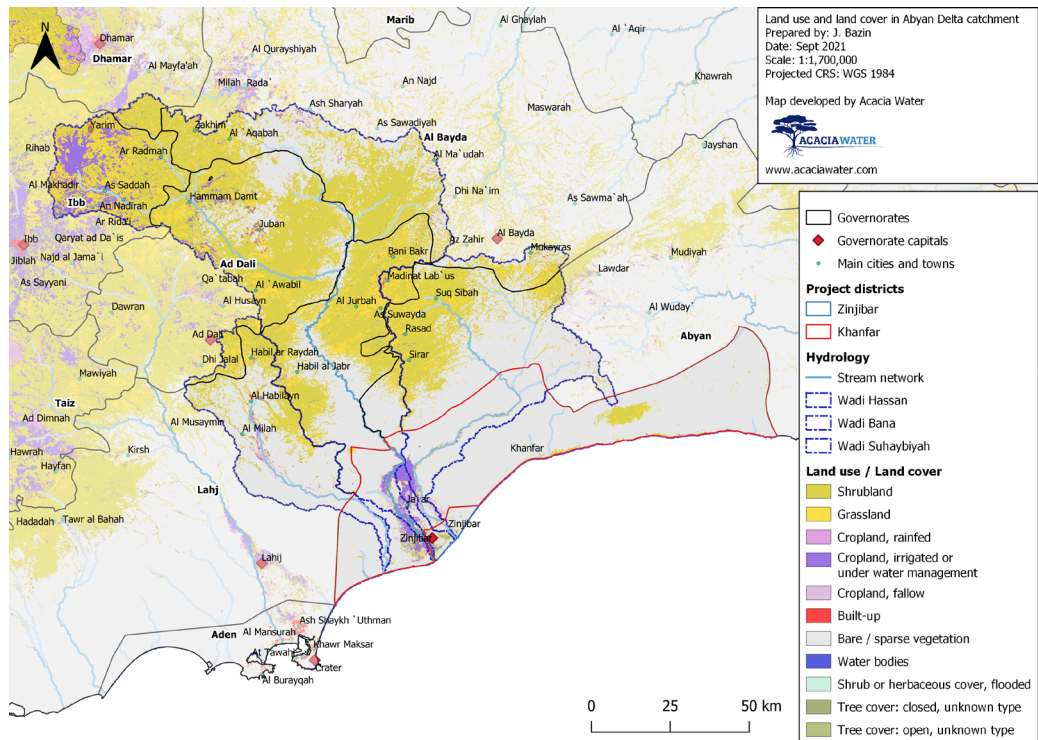 Land use and land cover in Abyan Delta catchment
Prepared by: J. Bazin
Date: Sept 2021
Scale: 1:1,700,000
Projected CRS: WGS 1984
Map developed by Acacia Water
ACACIAWATER
www.acaciawater.com
Governorates
Governorate capitals
Main cities and towns
Project districts
Zinjibar
Khanfar
Hydrology
Stream network
Wadi Hassan
Wadi Bana
Wadi Suhaybiyah
Land use / Land cover
Shrubland
Grassland
Cropland, rainfed
Cropland, irrigated or
under water management
Cropland, fallow
Built-up
Bare / sparse vegetation
Water bodies
Shrub or herbaceous cover, flooded
Tree cover: closed, unknown type
Tree cover: open, unknown type
N
Marib
Al Ghaylah
Al `Aqir
Dhamar
Dhamar
Al Qurayshiyah
Al Mayfa'ah
Milah Rada`
An Najd
Khawrah
Ash Sharyah
Maswarah
As Sawadiyah
Yarim
Zakhim
Al `Aqabah
Al Bayda
Rihab
Ar Radmah
Al Ma`udah
Jayshan
Al Makhadir
As Saddah
Dhi Na`im
Ibb
An Nadirah
Hammam Damt
As Sawma`ah
Ar Rida'i
Juban
Ibb
Qaryat ad Da`is
Az Zahir
Al Bayda
Jiblah
Najd al Jama`i
Bani Bakr
Mukayras
Mudiyah
Ad Dali
Lawdar
As Sayyani
Qa`tabah
Al `Awabil
Madinat Lab`us
Suq Sibah
Dawran
Al Husayn
Al Jurbah
As Suwayda
Al Wuday`
Ad Dali
Rasad
Abyan
Habil ar Raydah
Dhi Jalal
Habil al Jabr
Sirar
Mawiyah
Al Habilayn
Taiz
Ad Dimnah
Al Musaymin
Al Milah
Hawrah
Kirsh
Khanfar
Hayfan
Lahj
Ja`ar
Hadadah
Tawr al Bahah
Zinjibar
Zinjibar
Lahij
Ash Shaykh `Uthman
Aden
Al Mansurah
Khawr Maksar
At Tawahi
Crater
Al Burayqah
0 25 50 km